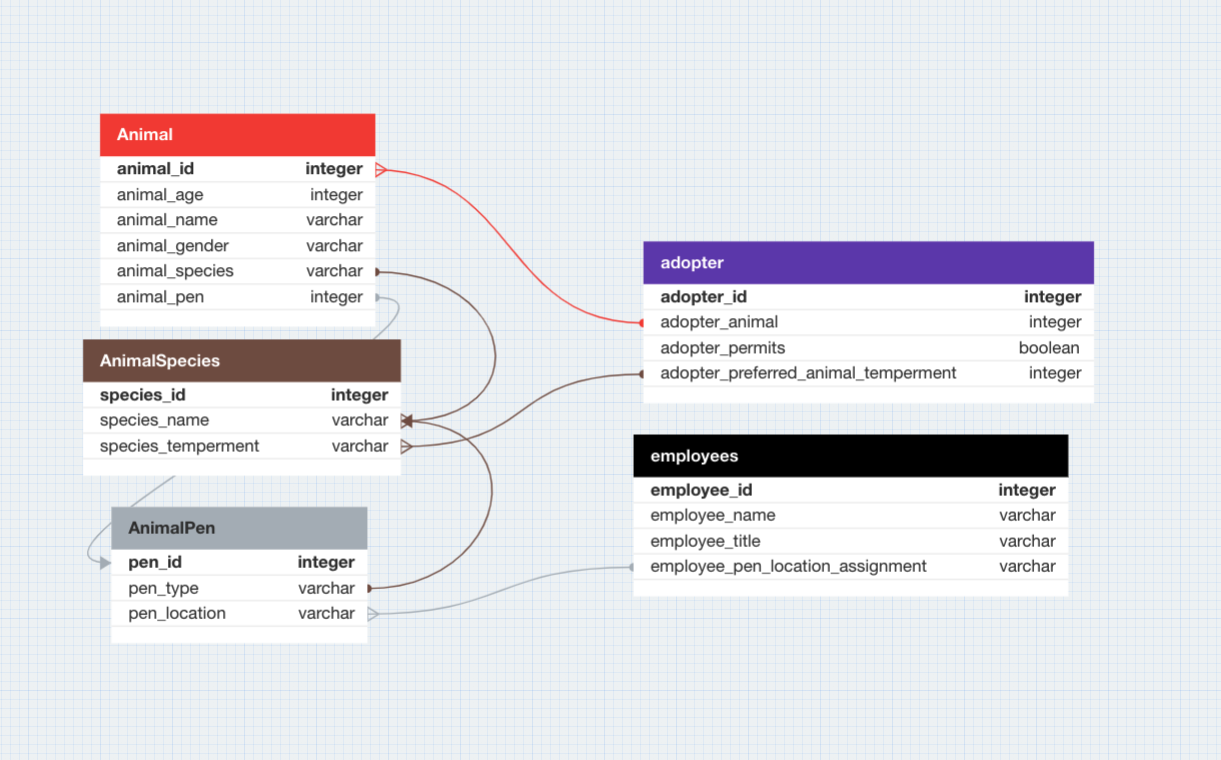 Animal
animal_id integer
animal_age integer
animal_name varchar
animal_gender varchar
animal_species varchar
animal_pen integer
AnimalSpecies
species_id integer
species_name varchar
species_temperment varchar
AnimalPen
pen_id integer
pen_type varchar
pen_location varchar
adopter
adopter_id integer
adopter_animal integer
adopter_permits boolean
adopter_preferred_animal_temperment integer
employees
employee_id integer
employee_name varchar
employee_title varchar
employee_pen_location_assignment varchar